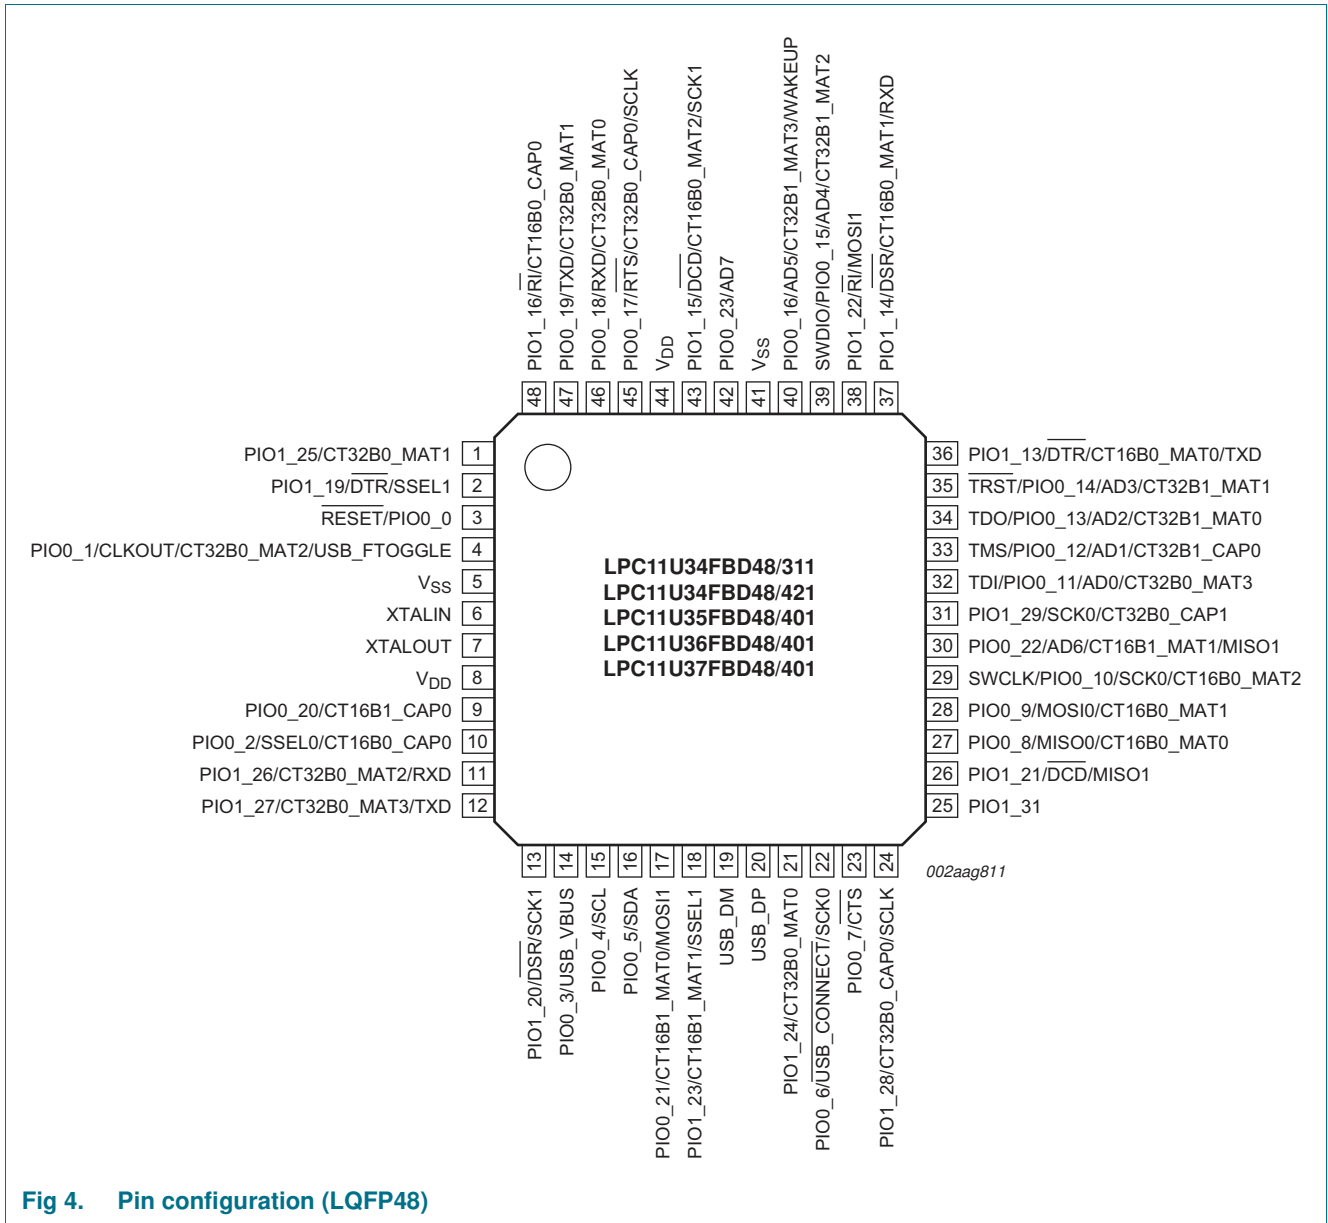 48 PIO1_16/RI/CT16B0_CAP0
47 PIO0_19/TXD/CT32B0_MAT1
46 PIO0_18/RXD/CT32B0_MAT0
45 PIO0_17/RTS/CT32B0_CAP0/SCLK
44 VDD
43 PIO1_15/DCD/CT16B0_MAT2/SCK1
42 PIO0_23/AD7
41 VSS
40 PIO0_16/AD5/CT32B1_MAT3/WAKEUP
39 SWDIO/PIO0_15/AD4/CT32B1_MAT2
38 PIO1_22/RI/MOSI1
37 PIO1_14/DSR/CT16B0_MAT1/RXD
PIO1_25/CT32B0_MAT1 1
PIO1_19/DTR/SSEL1 2
RESET/PIO0_0 3
PIO0_1/CLKOUT/CT32B0_MAT2/USB_FTOGGLE 4
VSS 5
XTALIN 6
XTALOUT 7
VDD 8
PIO0_20/CT16B1_CAP0 9
PIO0_2/SSEL0/CT16B0_CAP0 10
PIO1_26/CT32B0_MAT2/RXD 11
PIO1_27/CT32B0_MAT3/TXD 12
LPC11U34FBD48/311
LPC11U34FBD48/421
LPC11U35FBD48/401
LPC11U36FBD48/401
LPC11U37FBD48/401
36 PIO1_13/DTR/CT16B0_MAT0/TXD
35 TRST/PIO0_14/AD3/CT32B1_MAT1
34 TDO/PIO0_13/AD2/CT32B1_MAT0
33 TMS/PIO0_12/AD1/CT32B1_CAP0
32 TDI/PIO0_11/AD0/CT32B0_MAT3
31 PIO1_29/SCK0/CT32B0_CAP1
30 PIO0_22/AD6/CT16B1_MAT1/MISO1
29 SWCLK/PIO0_10/SCK0/CT16B0_MAT2
28 PIO0_9/MOSI0/CT16B0_MAT1
27 PIO0_8/MISO0/CT16B0_MAT0
26 PIO1_21/DCD/MISO1
25 PIO1_31
PIO1_20/DSR/SCK1 13
PIO0_3/USB_VBUS 14
PIO0_4/SCL 15
PIO0_5/SDA 16
PIO0_21/CT16B1_MAT0/MOSI1 17
PIO1_23/CT16B1_MAT1/SSEL1 18
USB_DM 19
USB_DP 20
PIO1_24/CT32B0_MAT0 21
PIO0_6/USB_CONNECT/SCK0 22
PIO0_7/CTS 23
PIO1_28/CT32B0_CAP0/SCLK 24
002aag811
Fig 4. Pin configuration (LQFP48)